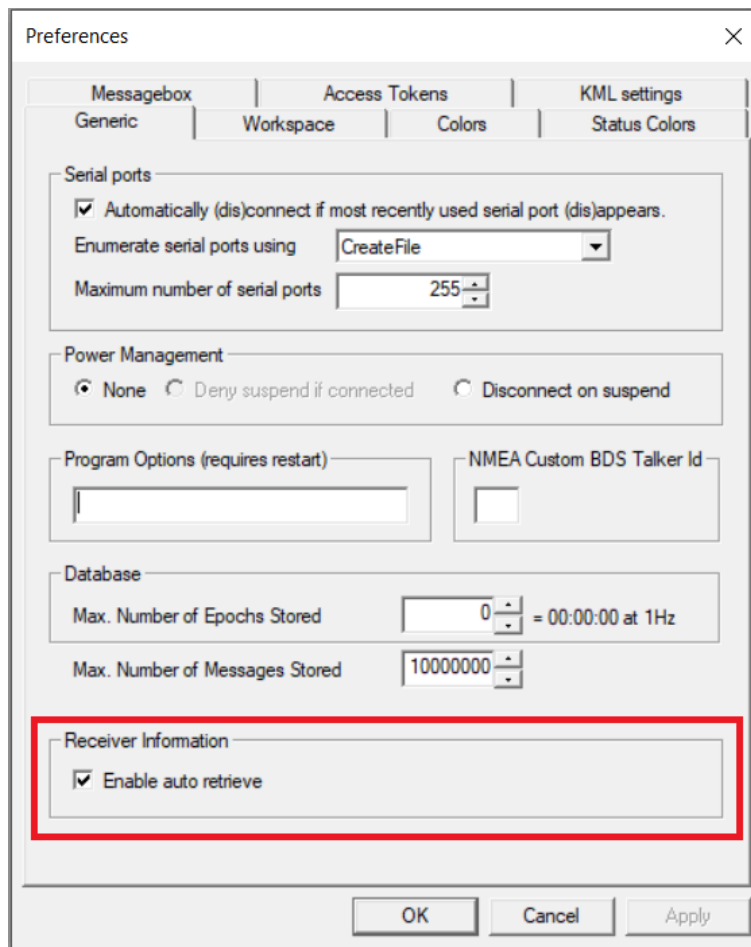 Preferences
Messagebox Access Tokens KML settings
Generic Workspace Colors Status Colors
Serial ports
Automatically (dis)connect if most recently used serial port (dis)appears.
Enumerate serial ports using CreateFile
Maximum number of serial ports 255
Power Management
None Deny suspend if connected Disconnect on suspend
Program Options (requires restart) NMEA Custom BDS Talker Id
Database
Max. Number of Epochs Stored 0 = 00:00:00 at 1Hz
Max. Number of Messages Stored 10000000
Receiver Information
Enable auto retrieve
OK Cancel Apply